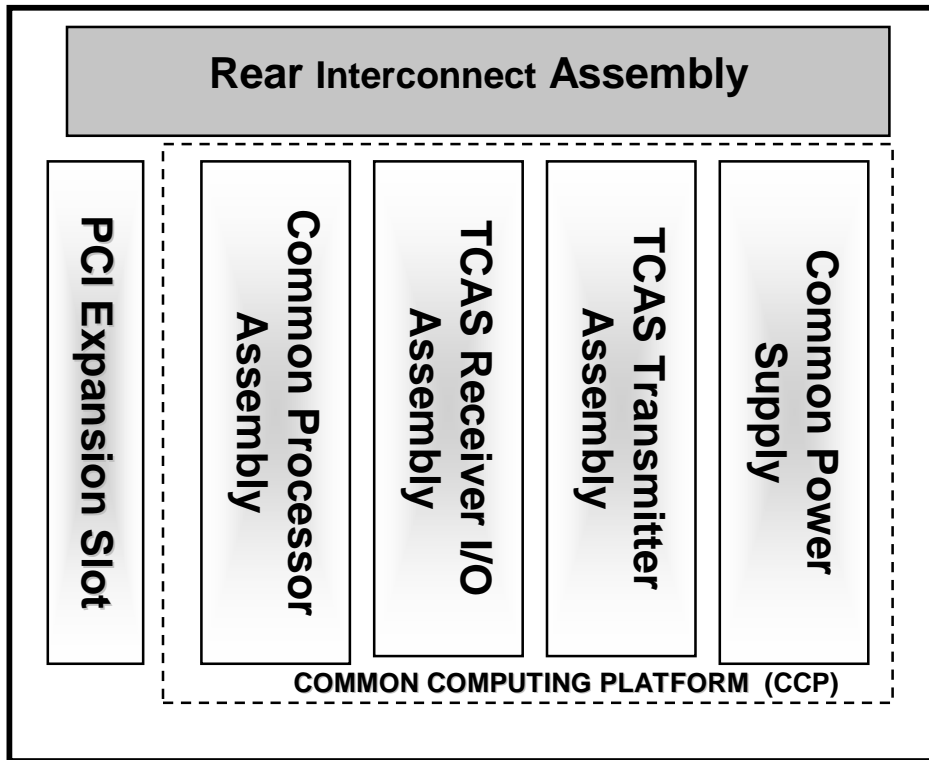 Rear Interconnect Assembly
PCI Expansion Slot
Common Processor
Assembly
TCAS Receiver I/O
Assembly
TCAS Transmitter
Assembly
Common Power
Supply
COMMON COMPUTING PLATFORM (CCP)